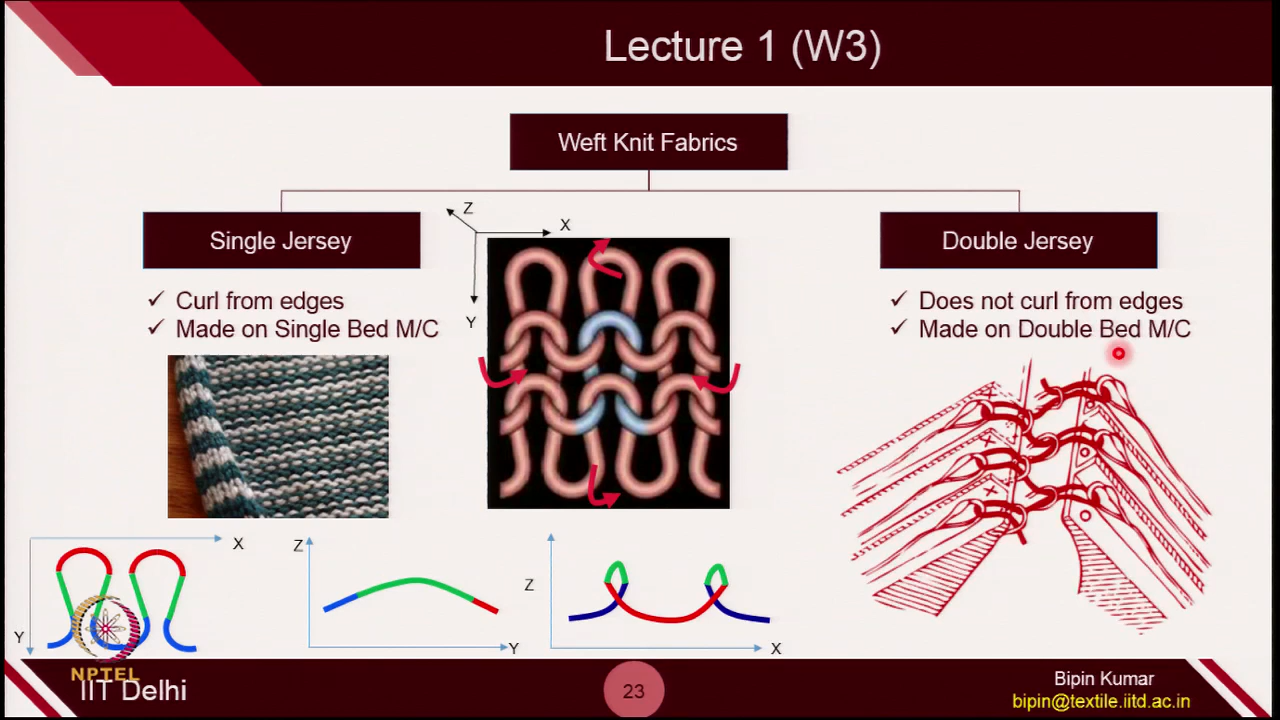 Lecture 1 (W3)
Weft Knit Fabrics
Single Jersey
Double Jersey
✓ Curl from edges
✓ Made on Single Bed M/C
✓ Does not curl from edges
✓ Made on Double Bed M/C
Z
X
Y
X
Y
Z
Y
Z
X
NPTEL
IIT Delhi
23
Bipin Kumar
bipin@textile.iitd.ac.in